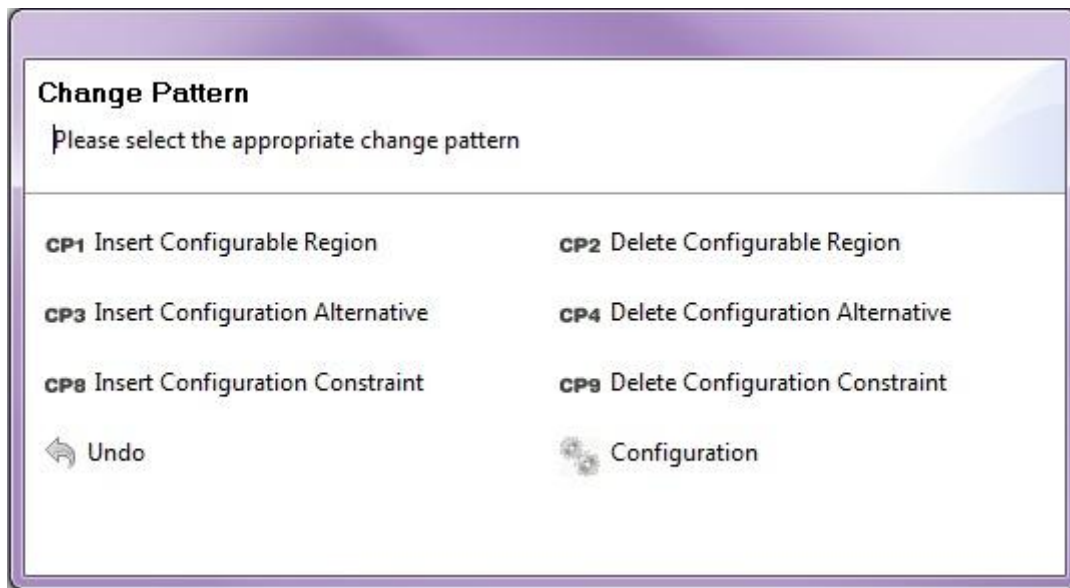 Change Pattern
Please select the appropriate change pattern
CP1 Insert Configurable Region
CP2 Delete Configurable Region
CP3 Insert Configuration Alternative
CP4 Delete Configuration Alternative
CP8 Insert Configuration Constraint
CP9 Delete Configuration Constraint
Undo
Configuration